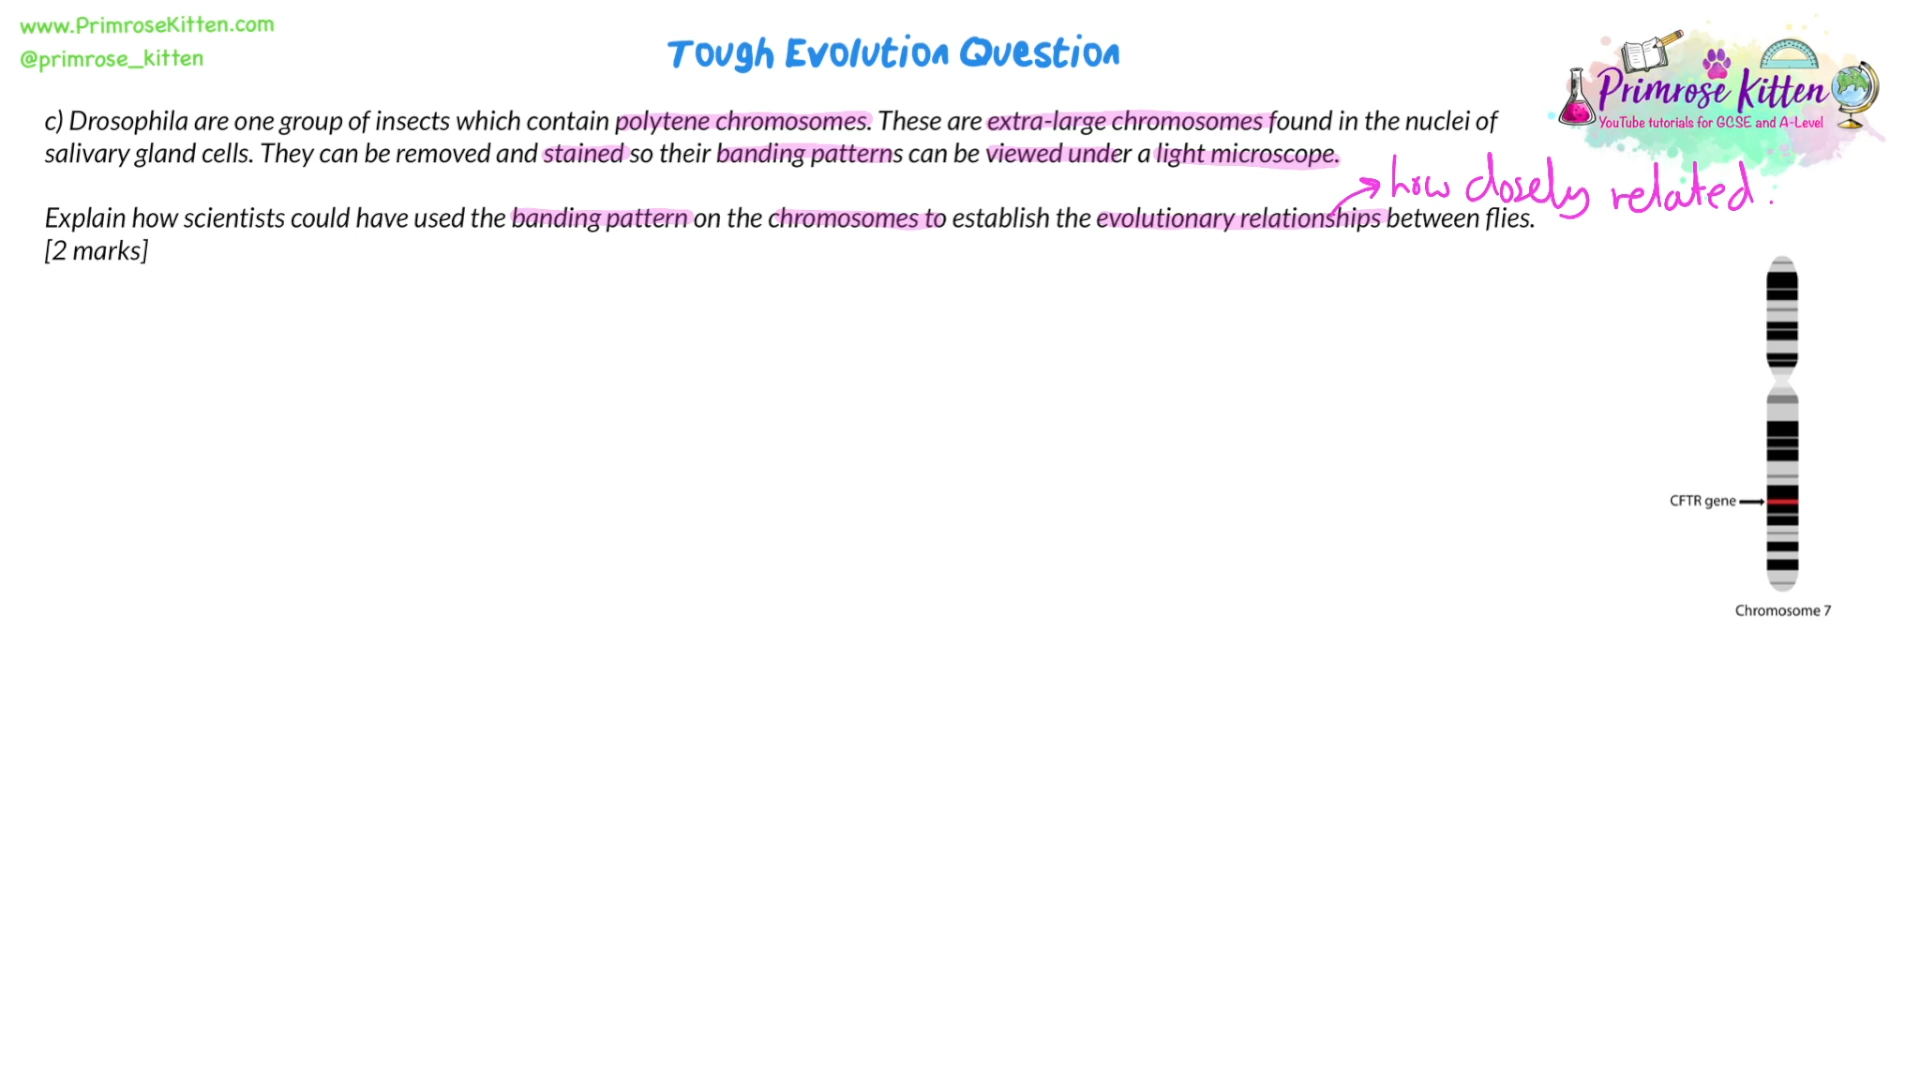 www.PrimroseKitten.com
@primrose_kitten
Tough Evolution Question
Primrose Kitten
YouTube tutorials for GCSE and A-Level
c) Drosophila are one group of insects which contain polytene chromosomes. These are extra-large chromosomes found in the nuclei of
salivary gland cells. They can be removed and stained so their banding patterns can be viewed under a light microscope.
how closely related.
Explain how scientists could have used the banding pattern on the chromosomes to establish the evolutionary relationships between flies.
[2 marks]
CFTR gene
Chromosome 7